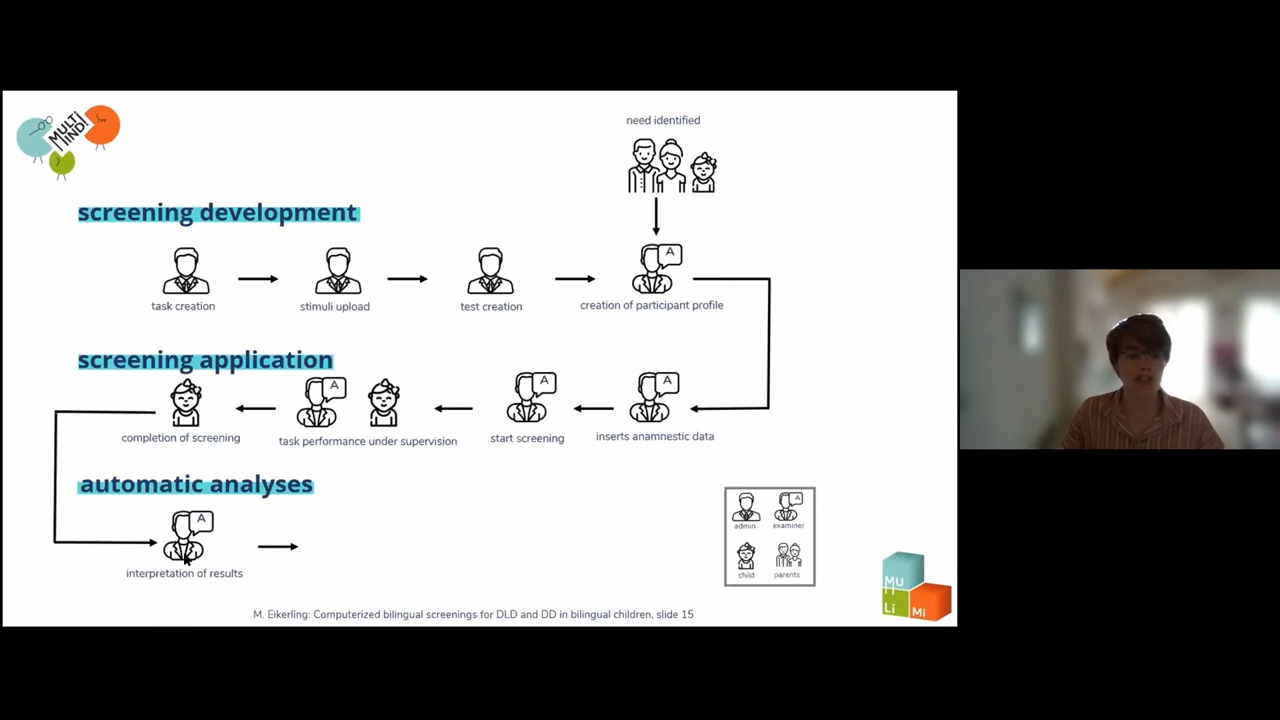 MULTI
MIND!
need identified
screening development
A
task creation
stimuli upload
test creation
creation of participant profile
screening application
A
A
A
completion of screening
task performance under supervision
start screening
inserts anamnestic data
automatic analyses
A
interpretation of results
A
admin
examiner
child
parents
MU
Li
Mi
M. Eikerling: Computerized bilingual screenings for DLD and DD in bilingual children, slide 15